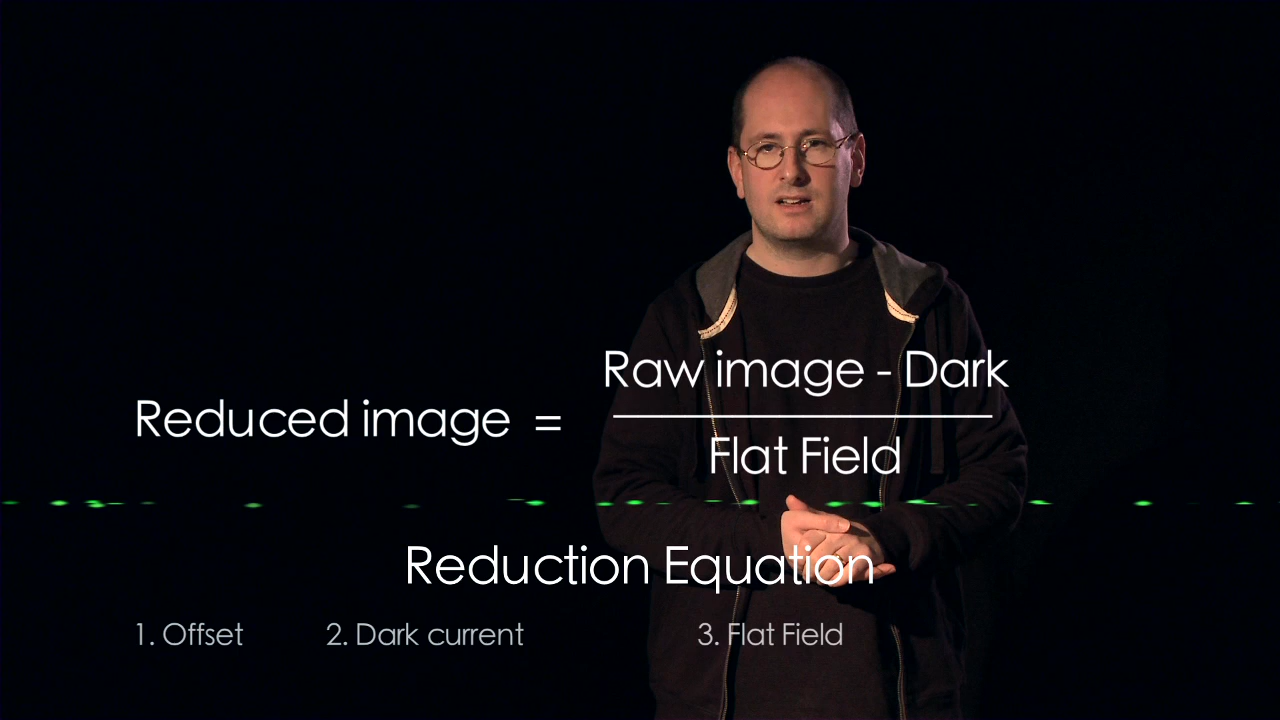 Reduced image = Raw image - Dark
Flat Field
Reduction Equation
1. Offset 2. Dark current 3. Flat Field